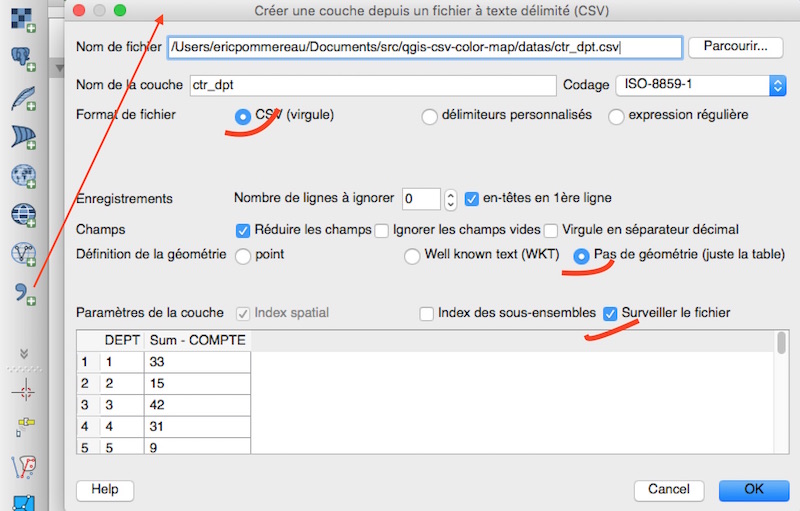 Créer une couche depuis un fichier à texte délimité (CSV)
Nom de fichier /Users/ericpommereau/Documents/src/qgis-csv-color-map/datas/ctr_dpt.csv Parcourir...
Nom de la couche ctr_dpt Codage ISO-8859-1
Format de fichier CSV (virgule) délimiteurs personnalisés expression régulière
Enregistrements Nombre de lignes à ignorer 0 en-têtes en 1ère ligne
Champs Réduire les champs Ignorer les champs vides Virgule en séparateur décimal
Définition de la géométrie point Well known text (WKT) Pas de géométrie (juste la table)
Paramètres de la couche Index spatial Index des sous-ensembles Surveiller le fichier
DEPT Sum - COMPTE
1 1 33
2 2 15
3 3 42
4 4 31
5 5 9
Help Cancel OK